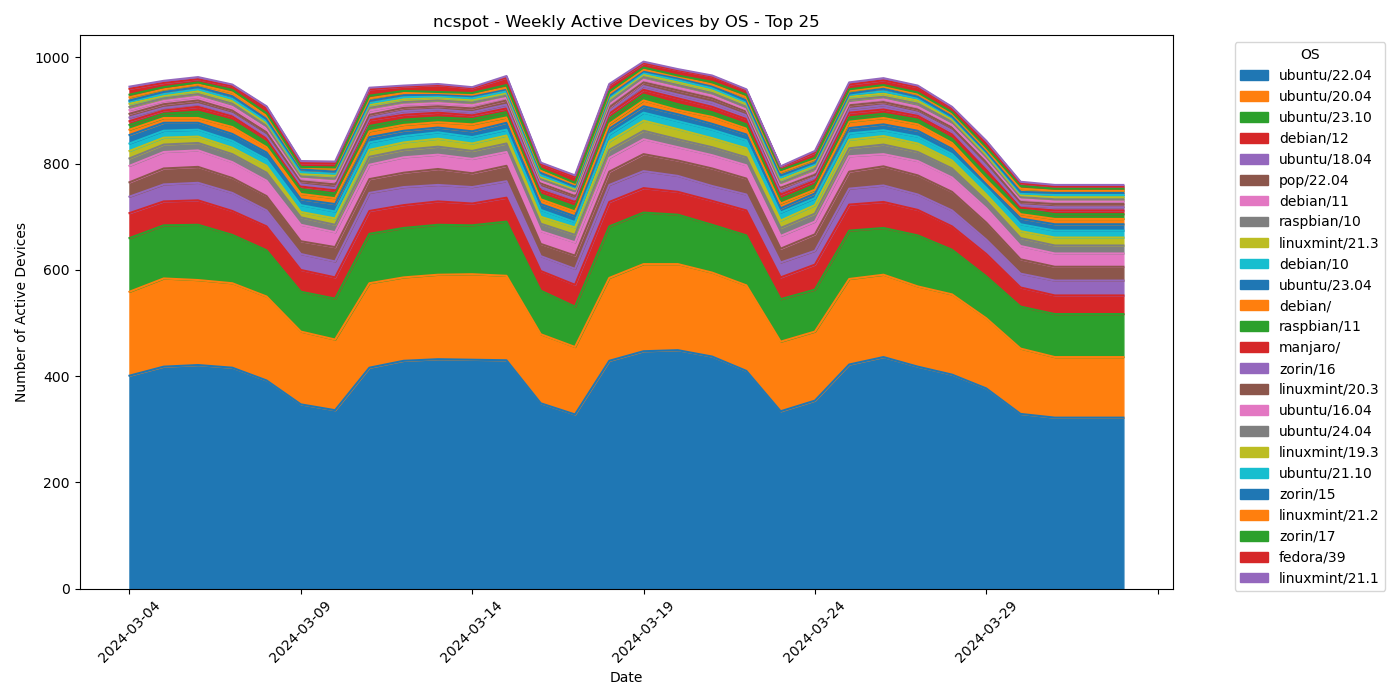 ncspot - Weekly Active Devices by OS - Top 25
Number of Active Devices
1000
800
600
400
200
0
2024-03-04
2024-03-09
2024-03-14
2024-03-19
2024-03-24
2024-03-29
Date
OS
ubuntu/22.04
ubuntu/20.04
ubuntu/23.10
debian/12
ubuntu/18.04
pop/22.04
debian/11
raspbian/10
linuxmint/21.3
debian/10
ubuntu/23.04
debian/
raspbian/11
manjaro/
zorin/16
linuxmint/20.3
ubuntu/16.04
ubuntu/24.04
linuxmint/19.3
ubuntu/21.10
zorin/15
linuxmint/21.2
zorin/17
fedora/39
linuxmint/21.1